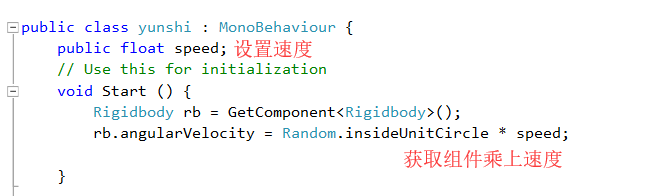 public class yunshi : MonoBehaviour {
public float speed; 设置速度
// Use this for initialization
void Start () {
Rigidbody rb = GetComponent<Rigidbody>();
rb.angularVelocity = Random.insideUnitCircle * speed;
获取组件乘上速度
}